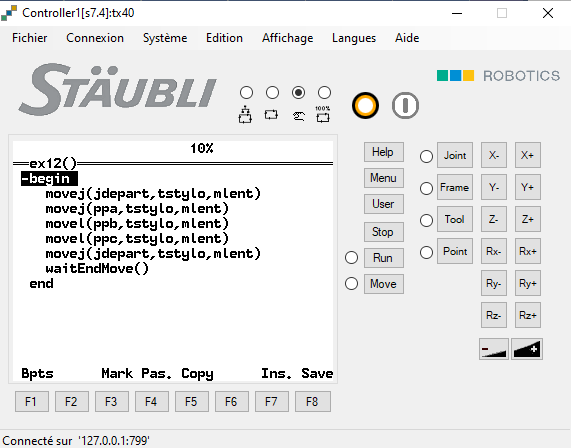 Controller1[s7.4]:tx40
Fichier Connexion Système Edition Affichage Langues Aide
STÄUBLI
ROBOTICS
100%
10%
ex12()
-begin
movej(jdepart,tstylo,mlent)
movej(ppa,tstylo,mlent)
movel(ppb,tstylo,mlent)
movel(ppc,tstylo,mlent)
movej(jdepart,tstylo,mlent)
waitEndMove()
end
Bpts Mark Pas. Copy Ins. Save
F1 F2 F3 F4 F5 F6 F7 F8
Help
Menu
User
Stop
Run
Move
Joint
Frame
Tool
Point
X- X+
Y- Y+
Z- Z+
Rx- Rx+
Ry- Ry+
Rz- Rz+
- +
Connecté sur '127.0.0.1:799'